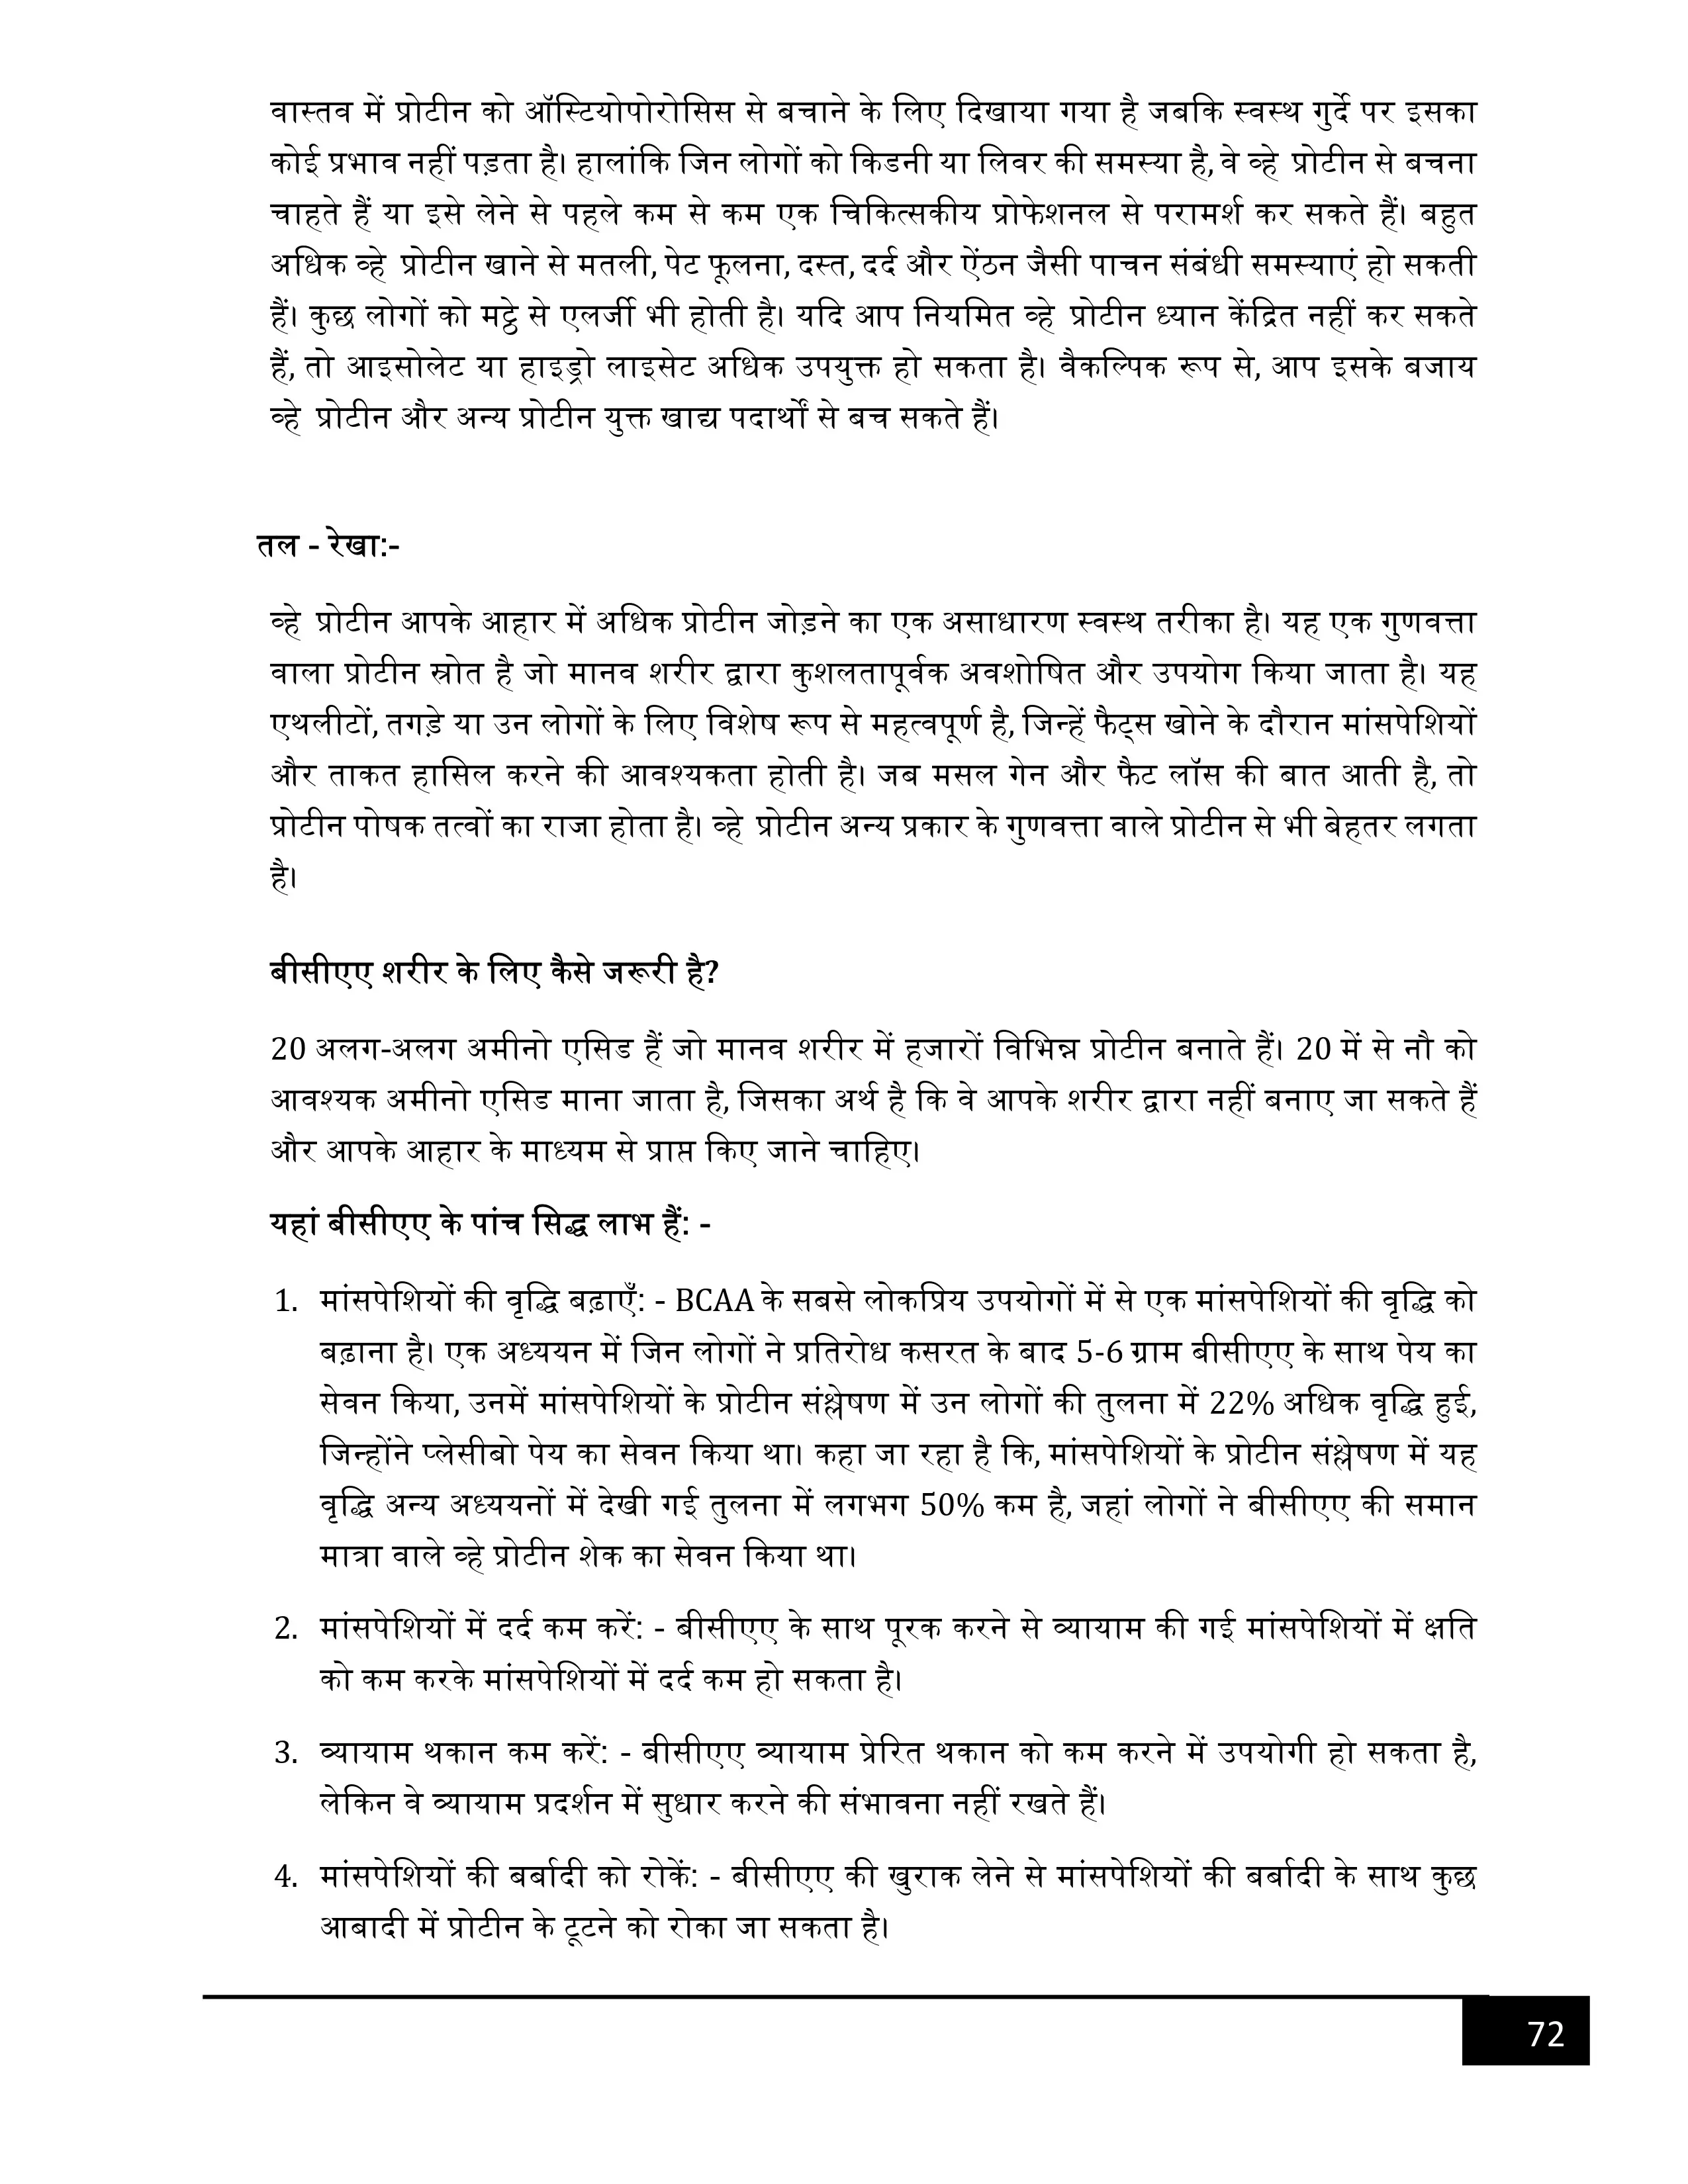 वास्तव में प्रोटीन को ऑस्टियोपोरोसिस से बचाने के लिए दिखाया गया है जबकि स्वस्थ गुर्दे पर इसका
कोई प्रभाव नहीं पड़ता है। हालांकि जिन लोगों को किडनी या लिवर की समस्या है, वे व्हे प्रोटीन से बचना
चाहते हैं या इसे लेने से पहले कम से कम एक चिकित्सकीय प्रोफेशनल से परामर्श कर सकते हैं। बहुत
अधिक व्हे प्रोटीन खाने से मतली, पेट फूलना, दस्त, दर्द और ऐंठन जैसी पाचन संबंधी समस्याएं हो सकती
हैं। कुछ लोगों को मट्ठे से एलर्जी भी होती है। यदि आप नियमित व्हे प्रोटीन ध्यान केंद्रित नहीं कर सकते
हैं, तो आइसोलेट या हाइड्रो लाइसेट अधिक उपयुक्त हो सकता है। वैकल्पिक रूप से, आप इसके बजाय
व्हे प्रोटीन और अन्य प्रोटीन युक्त खाद्य पदार्थों से बच सकते हैं।
तल - रेखा:-
व्हे प्रोटीन आपके आहार में अधिक प्रोटीन जोड़ने का एक असाधारण स्वस्थ तरीका है। यह एक गुणवत्ता
वाला प्रोटीन स्रोत है जो मानव शरीर द्वारा कुशलतापूर्वक अवशोषित और उपयोग किया जाता है। यह
एथलीटों, तगड़े या उन लोगों के लिए विशेष रूप से महत्वपूर्ण है, जिन्हें फैट्स खोने के दौरान मांसपेशियों
और ताकत हासिल करने की आवश्यकता होती है। जब मसल गेन और फैट लॉस की बात आती है, तो
प्रोटीन पोषक तत्वों का राजा होता है। व्हे प्रोटीन अन्य प्रकार के गुणवत्ता वाले प्रोटीन से भी बेहतर लगता
है।
बीसीएए शरीर के लिए कैसे जरूरी है?
20 अलग-अलग अमीनो एसिड हैं जो मानव शरीर में हजारों विभिन्न प्रोटीन बनाते हैं। 20 में से नौ को
आवश्यक अमीनो एसिड माना जाता है, जिसका अर्थ है कि वे आपके शरीर द्वारा नहीं बनाए जा सकते हैं
और आपके आहार के माध्यम से प्राप्त किए जाने चाहिए।
यहां बीसीएए के पांच सिद्ध लाभ हैं: -
1. मांसपेशियों की वृद्धि बढ़ाएँ: - BCAA के सबसे लोकप्रिय उपयोगों में से एक मांसपेशियों की वृद्धि को
बढ़ाना है। एक अध्ययन में जिन लोगों ने प्रतिरोध कसरत के बाद 5-6 ग्राम बीसीएए के साथ पेय का
सेवन किया, उनमें मांसपेशियों के प्रोटीन संश्लेषण में उन लोगों की तुलना में 22% अधिक वृद्धि हुई,
जिन्होंने प्लेसीबो पेय का सेवन किया था। कहा जा रहा है कि, मांसपेशियों के प्रोटीन संश्लेषण में यह
वृद्धि अन्य अध्ययनों में देखी गई तुलना में लगभग 50% कम है, जहां लोगों ने बीसीएए की समान
मात्रा वाले व्हे प्रोटीन शेक का सेवन किया था।
2. मांसपेशियों में दर्द कम करें: - बीसीएए के साथ पूरक करने से व्यायाम की गई मांसपेशियों में क्षति
को कम करके मांसपेशियों में दर्द कम हो सकता है।
3. व्यायाम थकान कम करें: - बीसीएए व्यायाम प्रेरित थकान को कम करने में उपयोगी हो सकता है,
लेकिन वे व्यायाम प्रदर्शन में सुधार करने की संभावना नहीं रखते हैं।
4. मांसपेशियों की बर्बादी को रोकें: - बीसीएए की खुराक लेने से मांसपेशियों की बर्बादी के साथ कुछ
आबादी में प्रोटीन के टूटने को रोका जा सकता है।
72